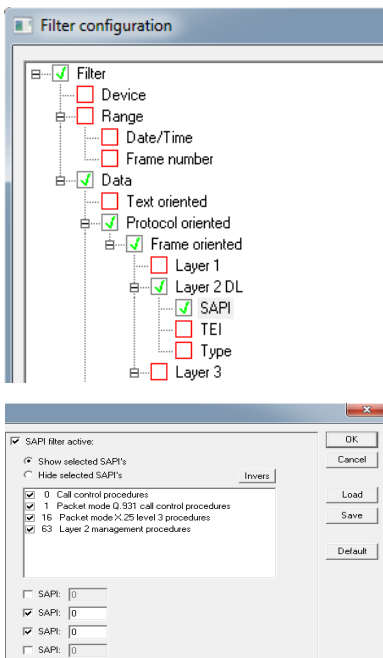 Filter configuration
Filter
Device
Range
Date/Time
Frame number
Data
Text oriented
Protocol oriented
Frame oriented
Layer 1
Layer 2 DL
SAPI
TEI
Type
Layer 3
SAPI filter active:
OK
Show selected SAPI's
Cancel
Hide selected SAPI's
Invers
0 Call control procedures
Load
1 Packet mode Q.931 call control procedures
16 Packet mode X.25 level 3 procedures
Save
63 Layer 2 management procedures
Default
SAPI: 0
SAPI: 0
SAPI: 0
SAPI: 0